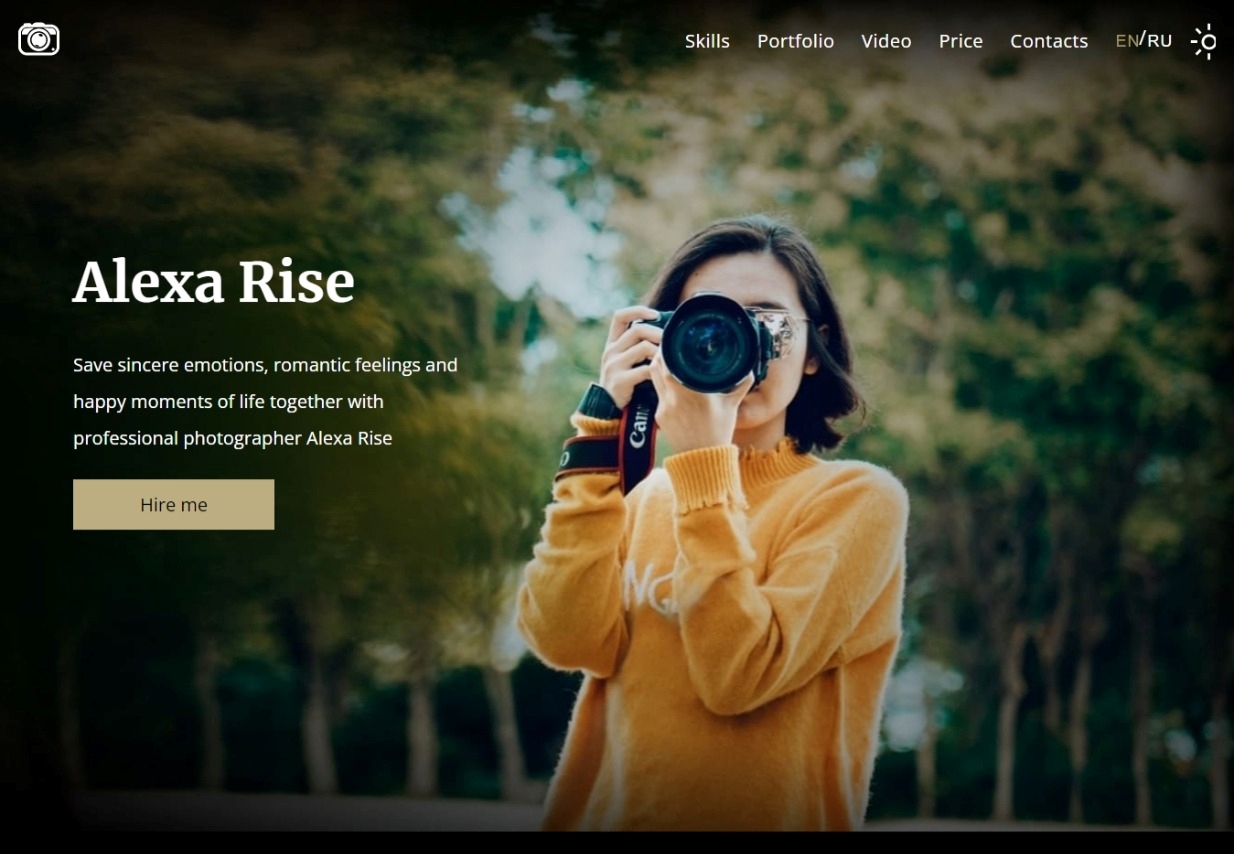 Skills Portfolio Video Price Contacts EN/RU
Alexa Rise
Save sincere emotions, romantic feelings and
happy moments of life together with
professional photographer Alexa Rise
Hire me